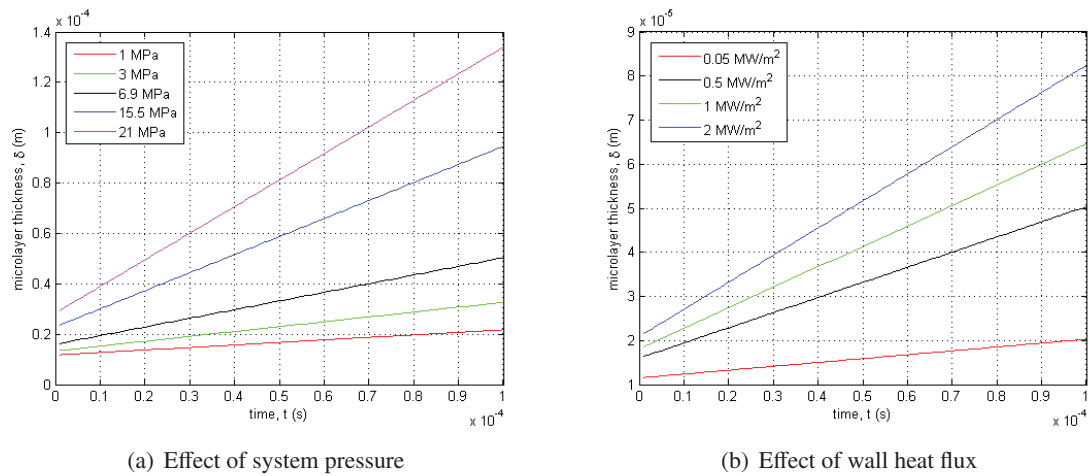 x 10⁻⁴
1.4
1.2
1
0.8
0.6
0.4
0.2
0
microlayer thickness, δ (m)
1 MPa
3 MPa
6.9 MPa
15.5 MPa
21 MPa
0 0.1 0.2 0.3 0.4 0.5 0.6 0.7 0.8 0.9 1
time, t (s)
x 10⁻⁴
(a) Effect of system pressure
x 10⁻⁵
9
8
7
6
5
4
3
2
1
microlayer thickness, δ (m)
0.05 MW/m²
0.5 MW/m²
1 MW/m²
2 MW/m²
0 0.1 0.2 0.3 0.4 0.5 0.6 0.7 0.8 0.9 1
time, t (s)
x 10⁻⁴
(b) Effect of wall heat flux